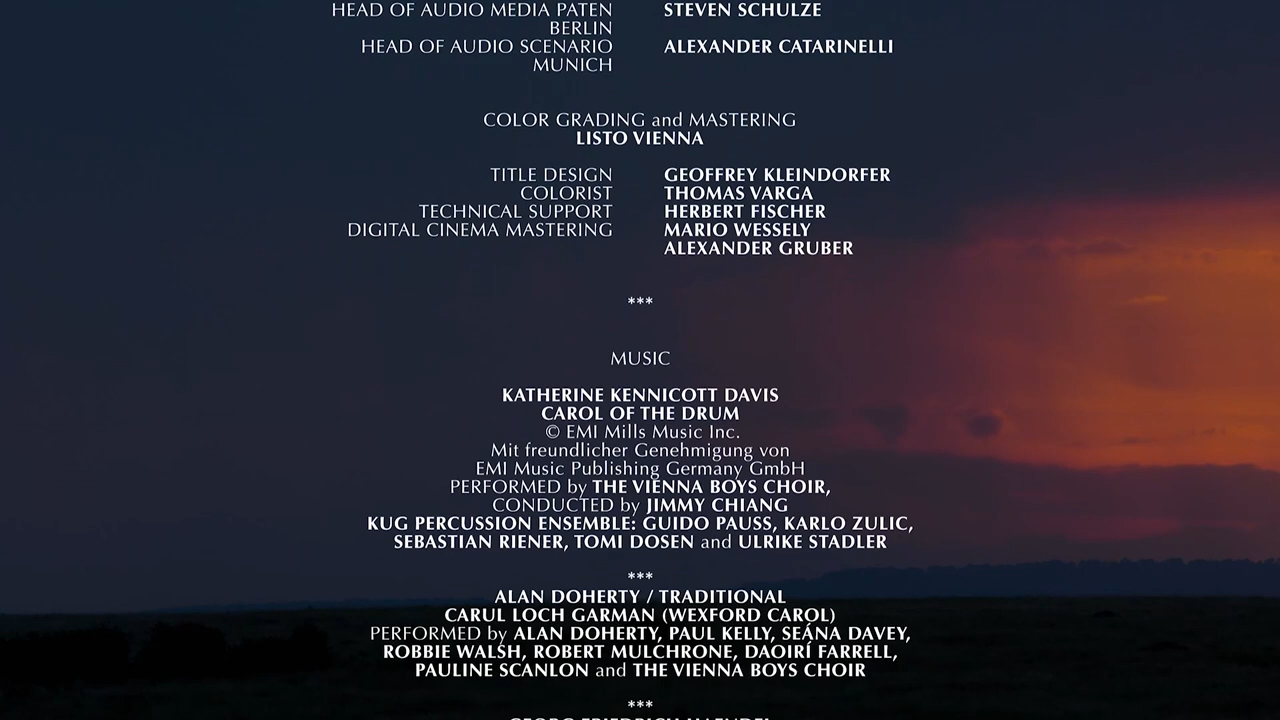 HEAD OF AUDIO MEDIA PATEN STEVEN SCHULZE
BERLIN
HEAD OF AUDIO SCENARIO ALEXANDER CATARINELLI
MUNICH
COLOR GRADING and MASTERING
LISTO VIENNA
TITLE DESIGN GEOFFREY KLEINDORFER
COLORIST THOMAS VARGA
TECHNICAL SUPPORT HERBERT FISCHER
DIGITAL CINEMA MASTERING MARIO WESSELY
ALEXANDER GRUBER
***
MUSIC
KATHERINE KENNICOTT DAVIS
CAROL OF THE DRUM
© EMI Mills Music Inc.
Mit freundlicher Genehmigung von
EMI Music Publishing Germany GmbH
PERFORMED by THE VIENNA BOYS CHOIR,
CONDUCTED by JIMMY CHIANG
KUG PERCUSSION ENSEMBLE: GUIDO PAUSS, KARLO ZULIC,
SEBASTIAN RIENER, TOMI DOSEN and ULRIKE STADLER
***
ALAN DOHERTY / TRADITIONAL
CARUL LOCH GARMAN (WEXFORD CAROL)
PERFORMED by ALAN DOHERTY, PAUL KELLY, SEÁNA DAVEY,
ROBBIE WALSH, ROBERT MULCHRONE, DAOIRÍ FARRELL,
PAULINE SCANLON and THE VIENNA BOYS CHOIR
***